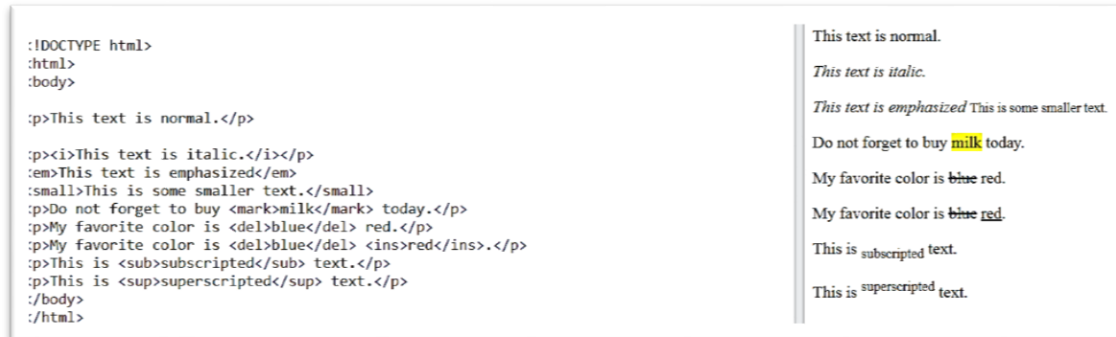 :!DOCTYPE html>
:html>
:body>
:p>This text is normal.</p>
:p><i>This text is italic.</i></p>
:em>This text is emphasized</em>
:small>This is some smaller text.</small>
:p>Do not forget to buy <mark>milk</mark> today.</p>
:p>My favorite color is <del>blue</del> red.</p>
:p>My favorite color is <del>blue</del> <ins>red</ins>.</p>
:p>This is <sub>subscripted</sub> text.</p>
:p>This is <sup>superscripted</sup> text.</p>
:/body>
:/html>
This text is normal.
This text is italic.
This text is emphasized This is some smaller text.
Do not forget to buy milk today.
My favorite color is blue red.
My favorite color is blue red.
This is subscripted text.
This is superscripted text.